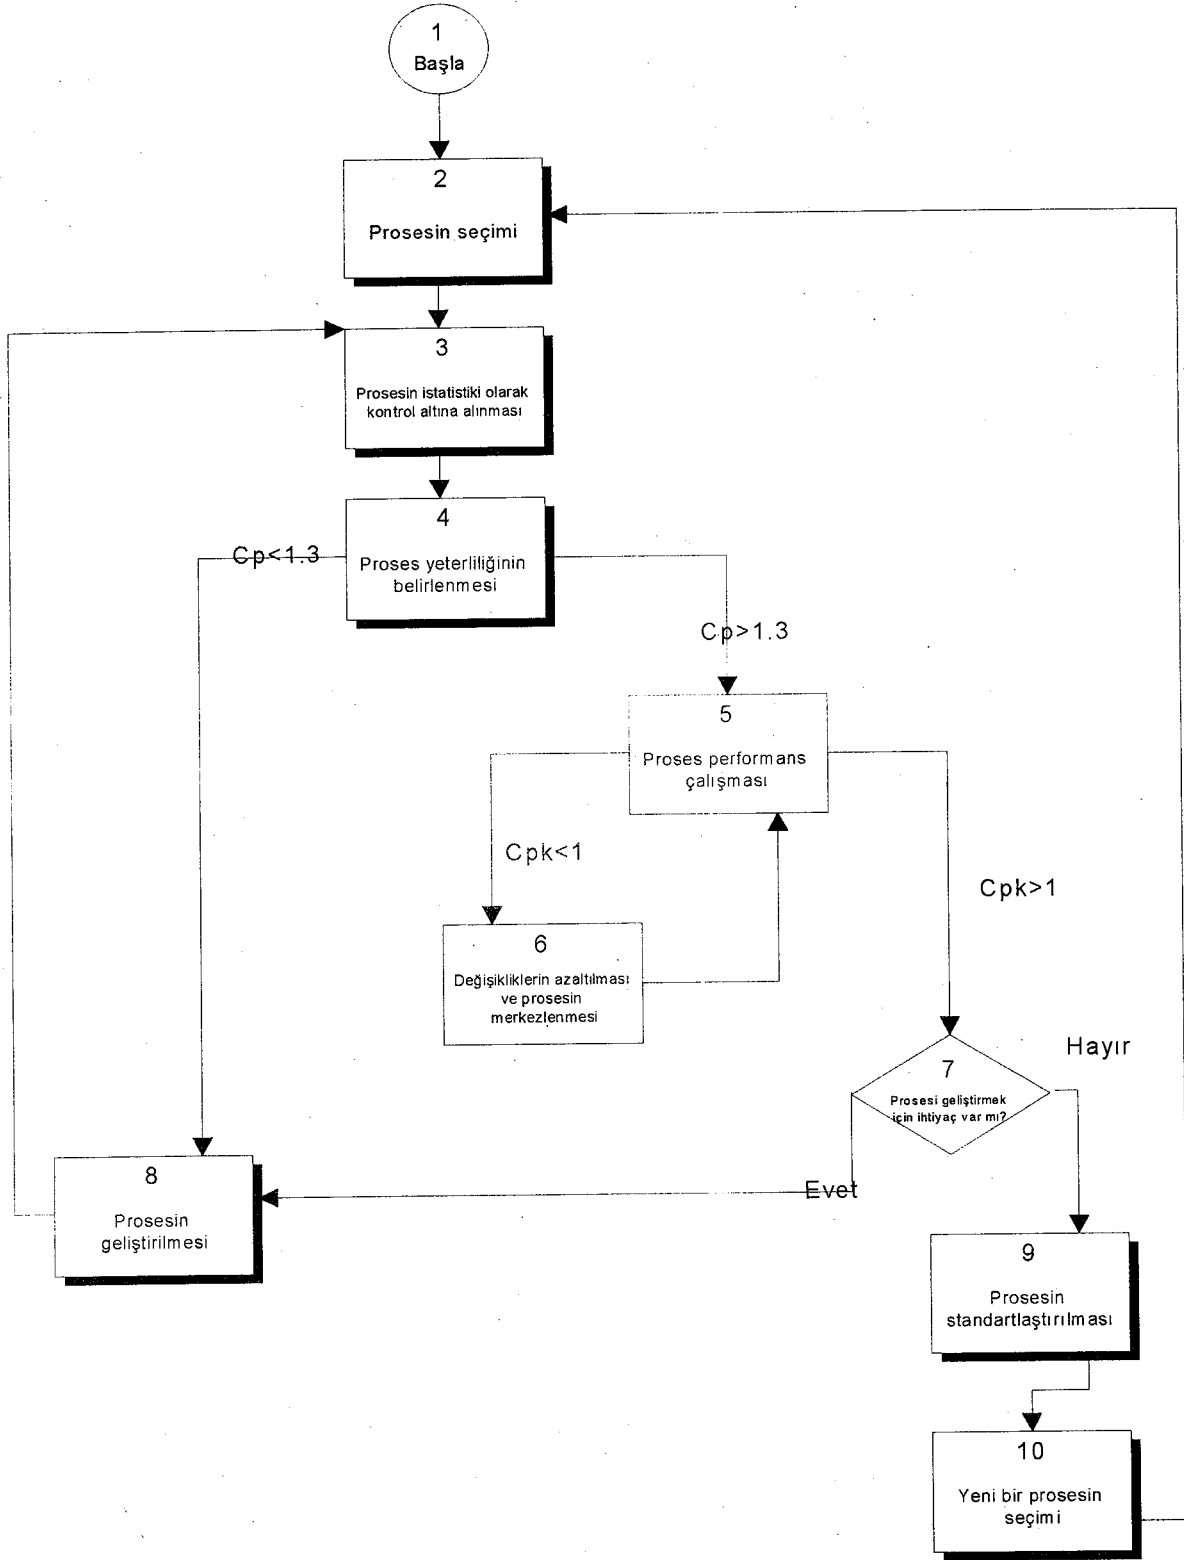 1
Başla
2
Prosesin seçimi
3
Prosesin istatistiki olarak
kontrol altına alınması
4
Proses yeterliliğinin
belirlenmesi
Cp<1.3
Cp>1.3
5
Proses performans
çalışması
Cpk<1
Cpk>1
6
Değişikliklerin azaltılması
ve prosesin
merkezlenmesi
7
Prosesi geliştirmek
için ihtiyaç var mı?
Hayır
Evet
8
Prosesin
geliştirilmesi
9
Prosesin
standartlaştırılması
10
Yeni bir prosesin
seçimi